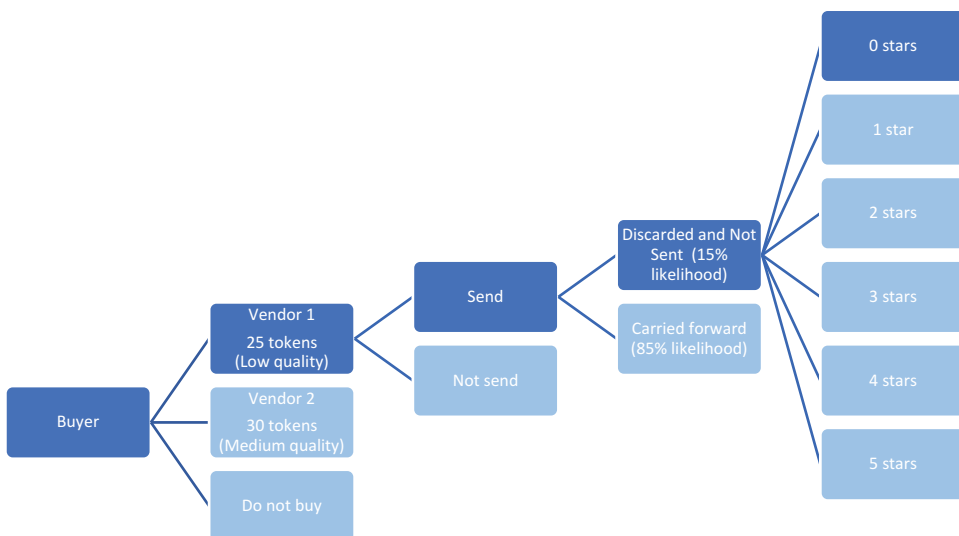 Buyer
Vendor 1
25 tokens
(Low quality)
Vendor 2
30 tokens
(Medium quality)
Do not buy
Send
Not send
Discarded and Not
Sent (15%
likelihood)
Carried forward
(85% likelihood)
0 stars
1 star
2 stars
3 stars
4 stars
5 stars